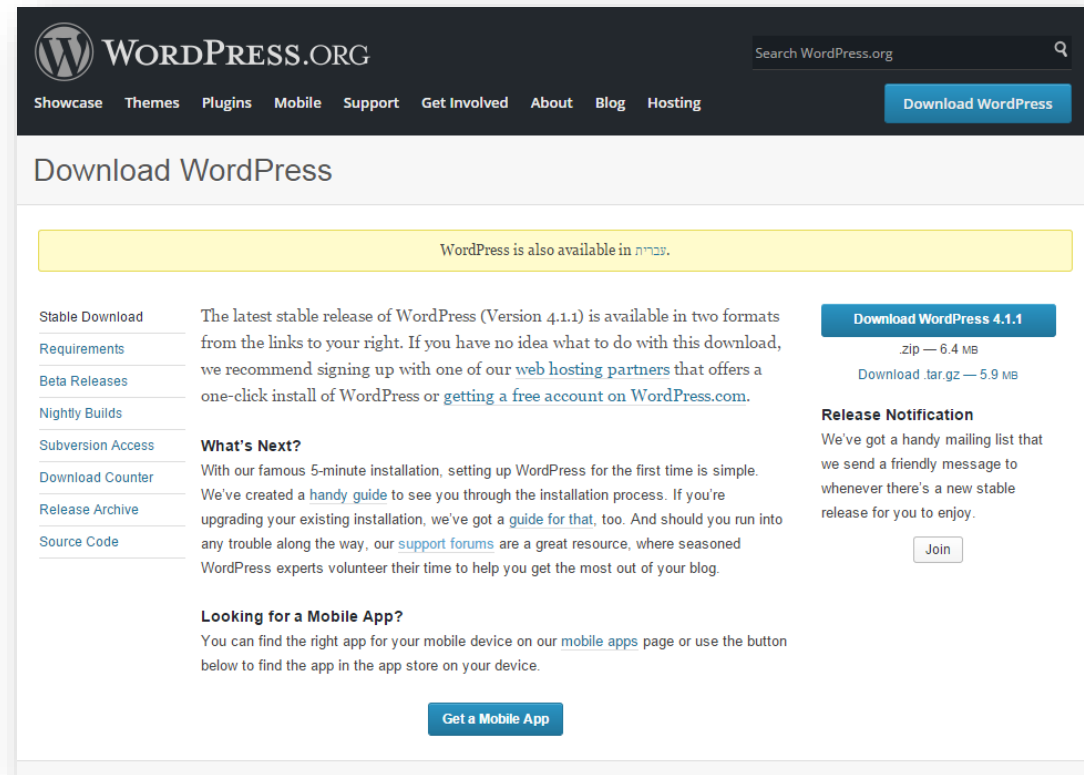 WORDPRESS.ORG
Search WordPress.org
Showcase Themes Plugins Mobile Support Get Involved About Blog Hosting
Download WordPress
Download WordPress
WordPress is also available in עברית.
Stable Download
Requirements
Beta Releases
Nightly Builds
Subversion Access
Download Counter
Release Archive
Source Code
The latest stable release of WordPress (Version 4.1.1) is available in two formats
from the links to your right. If you have no idea what to do with this download,
we recommend signing up with one of our web hosting partners that offers a
one-click install of WordPress or getting a free account on WordPress.com.
What's Next?
With our famous 5-minute installation, setting up WordPress for the first time is simple.
We've created a handy guide to see you through the installation process. If you're
upgrading your existing installation, we've got a guide for that, too. And should you run into
any trouble along the way, our support forums are a great resource, where seasoned
WordPress experts volunteer their time to help you get the most out of your blog.
Looking for a Mobile App?
You can find the right app for your mobile device on our mobile apps page or use the button
below to find the app in the app store on your device.
Get a Mobile App
Download WordPress 4.1.1
.zip — 6.4 MB
Download .tar.gz — 5.9 MB
Release Notification
We've got a handy mailing list that
we send a friendly message to
whenever there's a new stable
release for you to enjoy.
Join